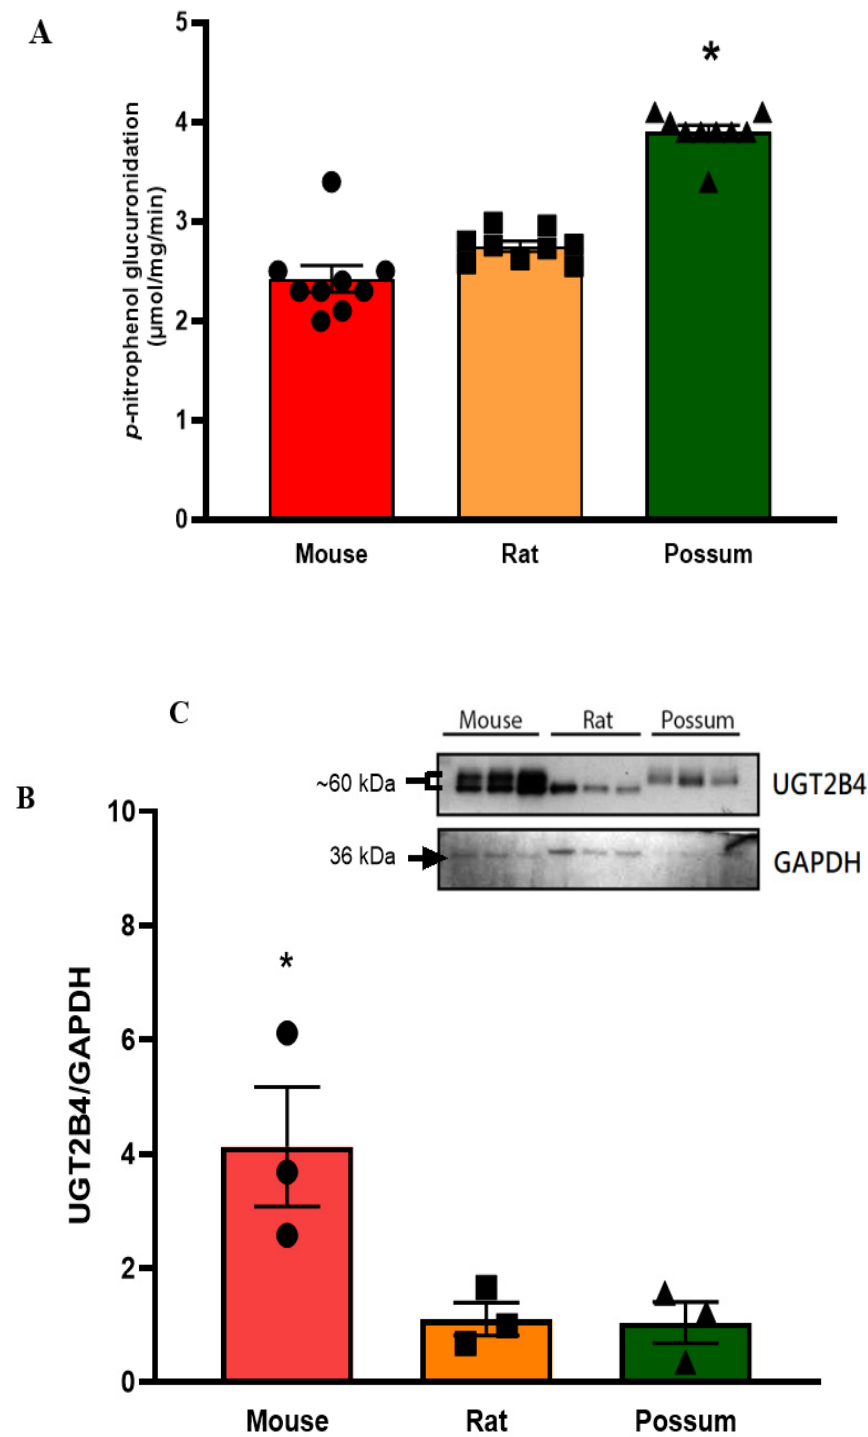 A
5
4
3
2
1
0
p-nitrophenol glucuronidation
(µmol/mg/min)
*
Mouse
Rat
Possum
C
Mouse
Rat
Possum
~60 kDa
UGT2B4
36 kDa
GAPDH
B
10
8
6
4
2
0
UGT2B4/GAPDH
*
Mouse
Rat
Possum